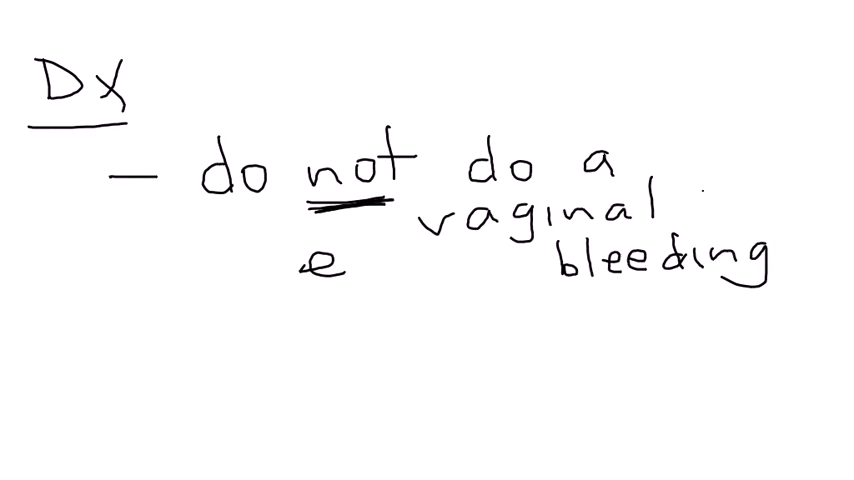 Dx
- do not do a
vaginal
e bleeding